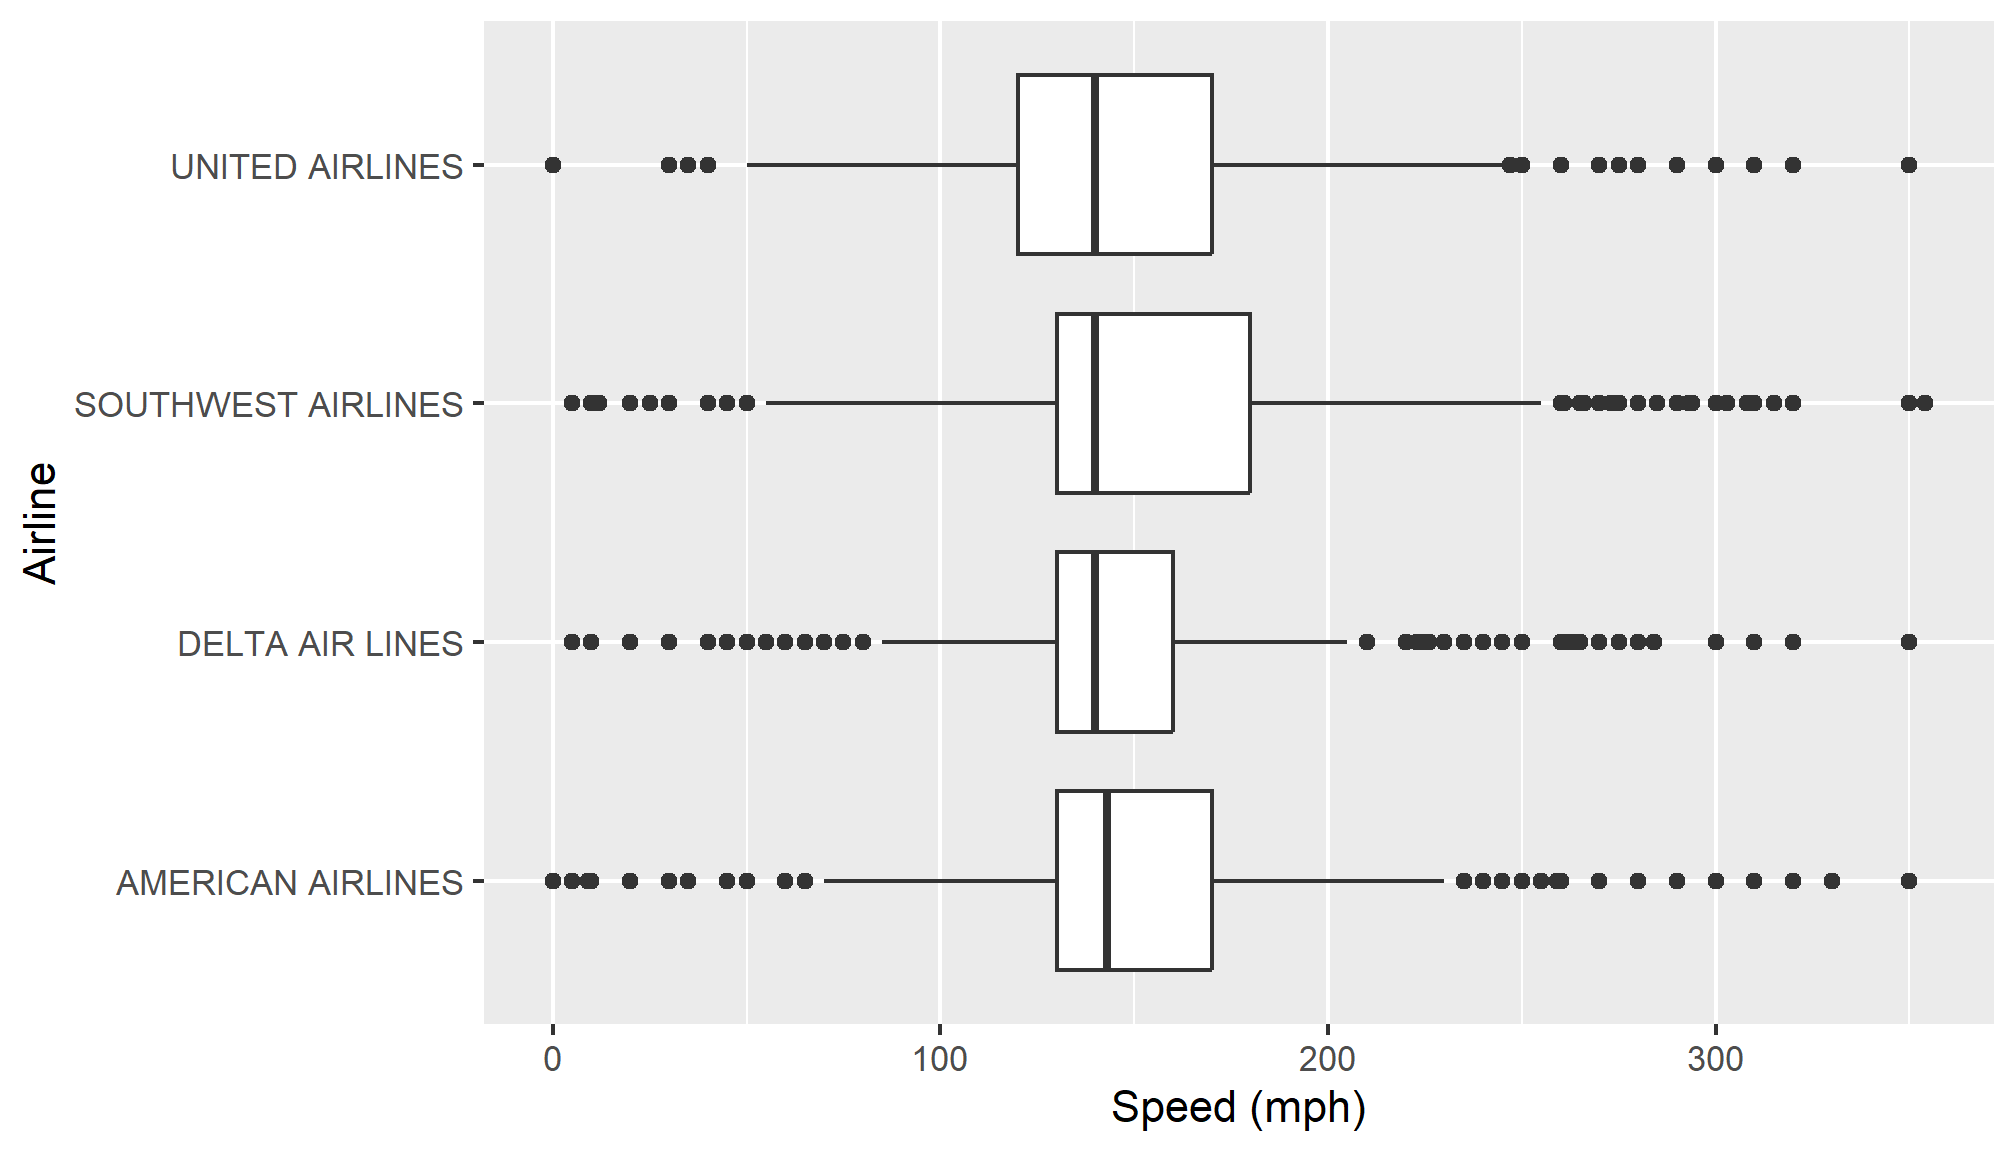 UNITED AIRLINES
SOUTHWEST AIRLINES
DELTA AIR LINES
AMERICAN AIRLINES
Airline
0 100 200 300
Speed (mph)